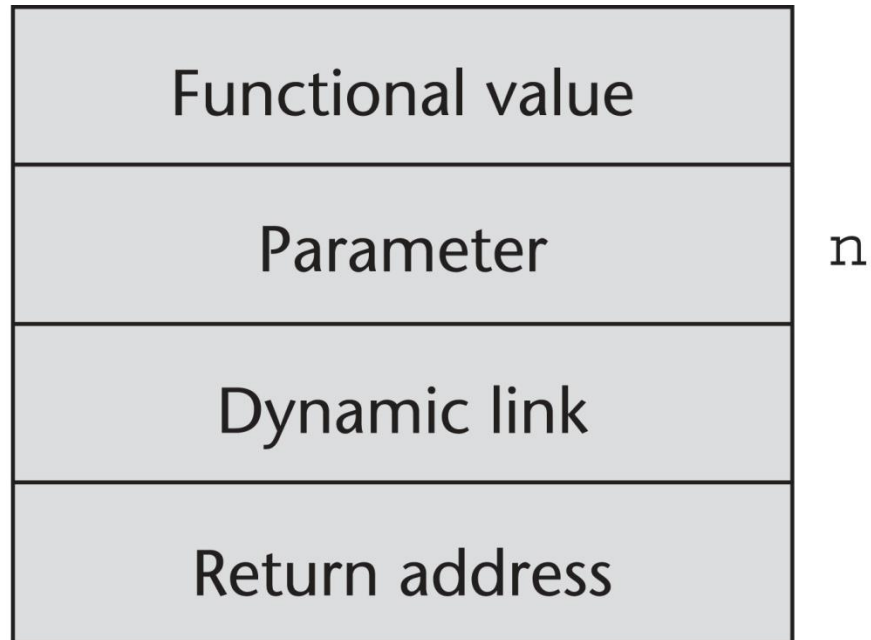 Functional value
Parameter n
Dynamic link
Return address